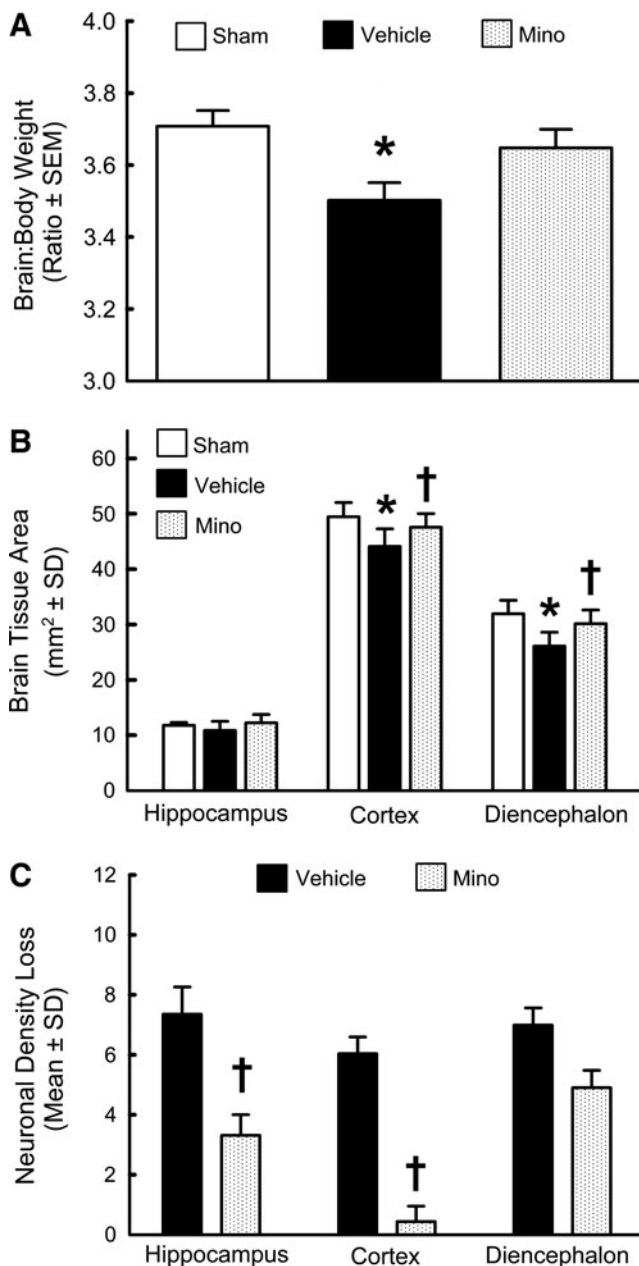 A
Sham Vehicle Mino
Brain:Body Weight
(Ratio ± SEM)
4.0
3.8
3.6
3.4
3.2
3.0
*
B
Sham
Vehicle
Mino
Brain Tissue Area
(mm² ± SD)
60
50
40
30
20
10
0
* †
* †
Hippocampus Cortex Diencephalon
C
Vehicle Mino
Neuronal Density Loss
(Mean ± SD)
12
10
8
6
4
2
0
†
†
Hippocampus Cortex Diencephalon